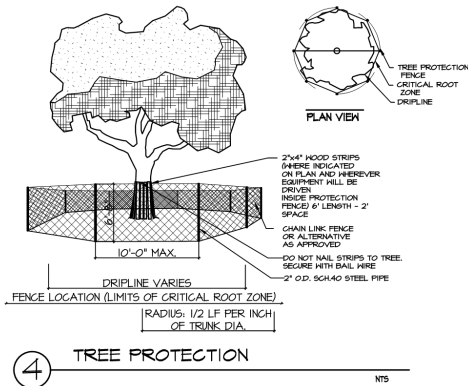 TREE PROTECTION
FENCE
CRITICAL ROOT
ZONE
DRIPLINE
PLAN VIEW
2"x4" WOOD STRIPS
(WHERE INDICATED
ON PLAN AND WHEREVER
EQUIPMENT WILL BE
DRIVEN
INSIDE PROTECTION
FENCE) 6' LENGTH - 2'
SPACE
CHAIN LINK FENCE
OR ALTERNATIVE
AS APPROVED
DO NOT NAIL STRIPS TO TREE.
SECURE WITH BAIL WIRE
2" O.D. SCH.40 STEEL PIPE
10'-0" MAX.
DRIPLINE VARIES
FENCE LOCATION (LIMITS OF CRITICAL ROOT ZONE)
RADIUS: 1/2 LF PER INCH
OF TRUNK DIA.
4 TREE PROTECTION
NTS